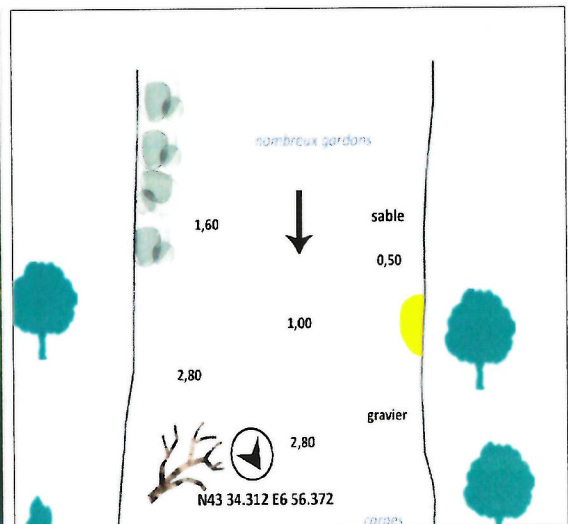 nombreux gardons
sable
1,60
0,50
1,00
2,80
gravier
2,80
N43 34.312 E6 56.372
carpes